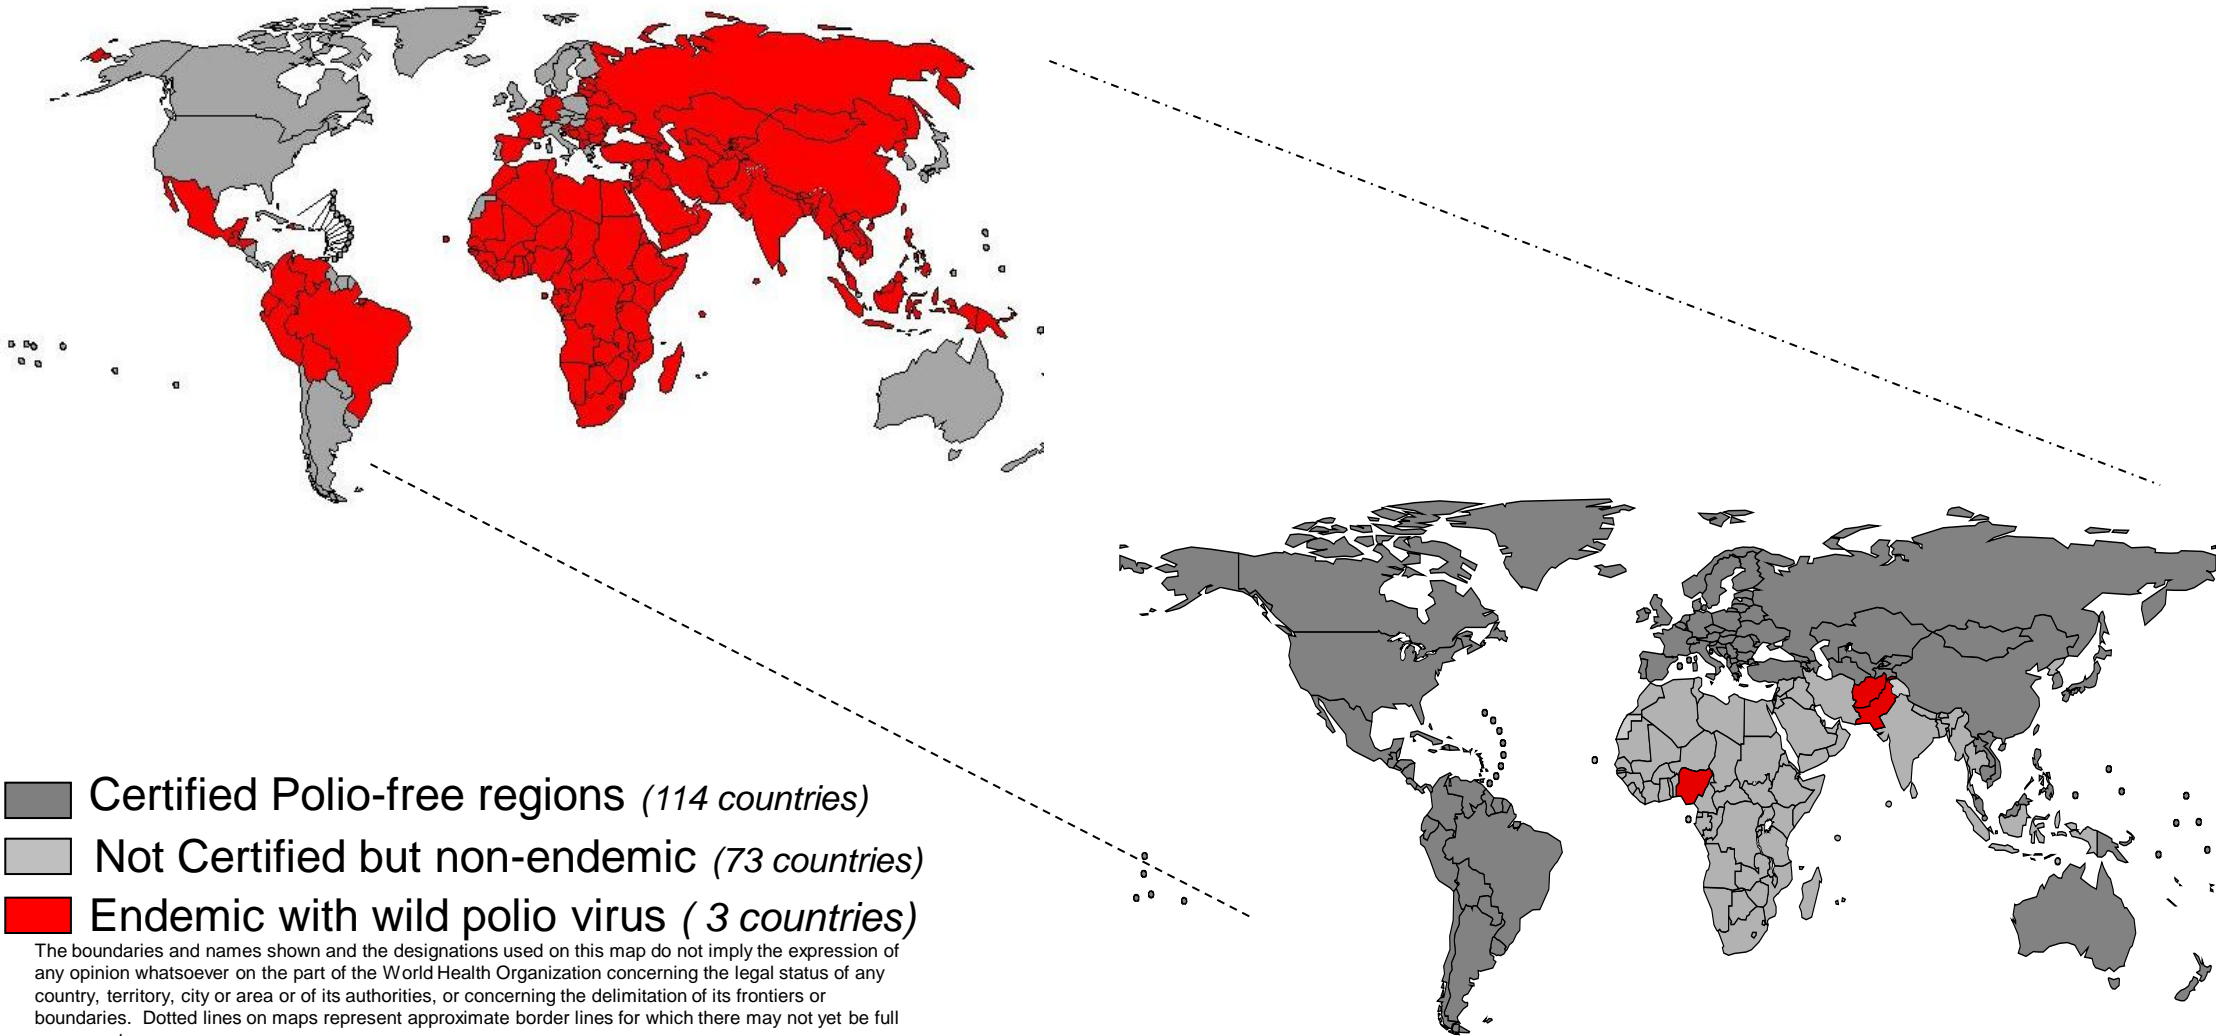 Certified Polio-free regions (114 countries)
Not Certified but non-endemic (73 countries)
Endemic with wild polio virus ( 3 countries)
The boundaries and names shown and the designations used on this map do not imply the expression of
any opinion whatsoever on the part of the World Health Organization concerning the legal status of any
country, territory, city or area or of its authorities, or concerning the delimitation of its frontiers or
boundaries.  Dotted lines on maps represent approximate border lines for which there may not yet be full